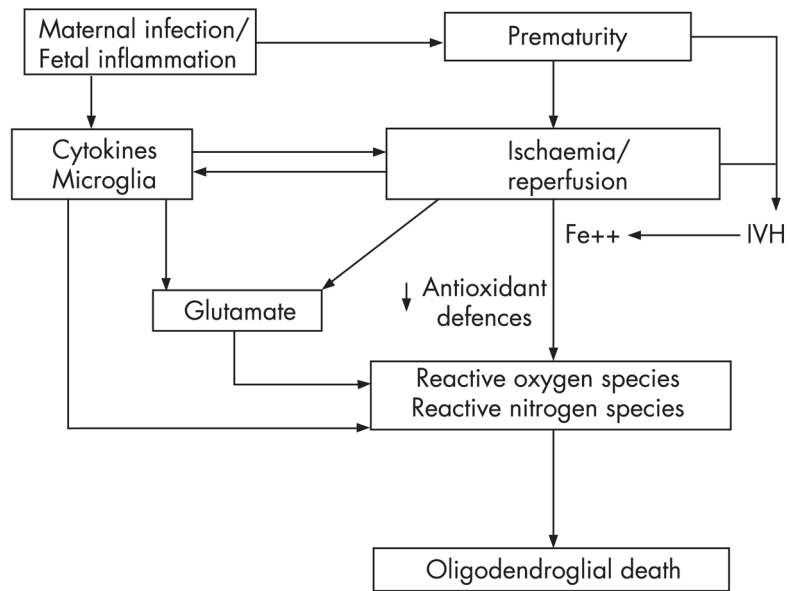 Maternal infection/
Fetal inflammation
Prematurity
Cytokines
Microglia
Ischaemia/
reperfusion
Fe++
IVH
Antioxidant
defences
Glutamate
Reactive oxygen species
Reactive nitrogen species
Oligodendroglial death